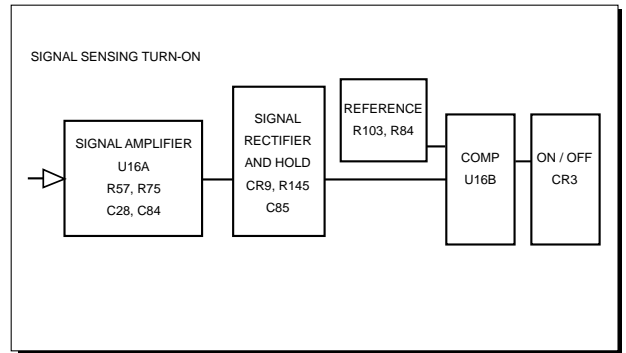 SIGNAL SENSING TURN-ON
SIGNAL AMPLIFIER
U16A
R57, R75
C28, C84
SIGNAL
RECTIFIER
AND HOLD
CR9, R145
C85
REFERENCE
R103, R84
COMP
U16B
ON / OFF
CR3